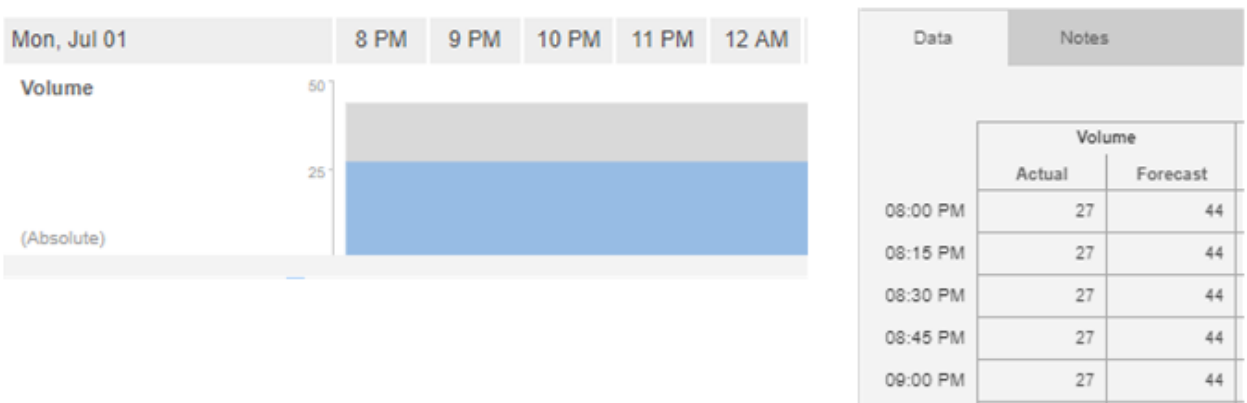 Mon, Jul 01 8 PM 9 PM 10 PM 11 PM 12 AM
Volume
50
25
(Absolute)
Data Notes
Volume
Actual Forecast
08:00 PM 27 44
08:15 PM 27 44
08:30 PM 27 44
08:45 PM 27 44
09:00 PM 27 44